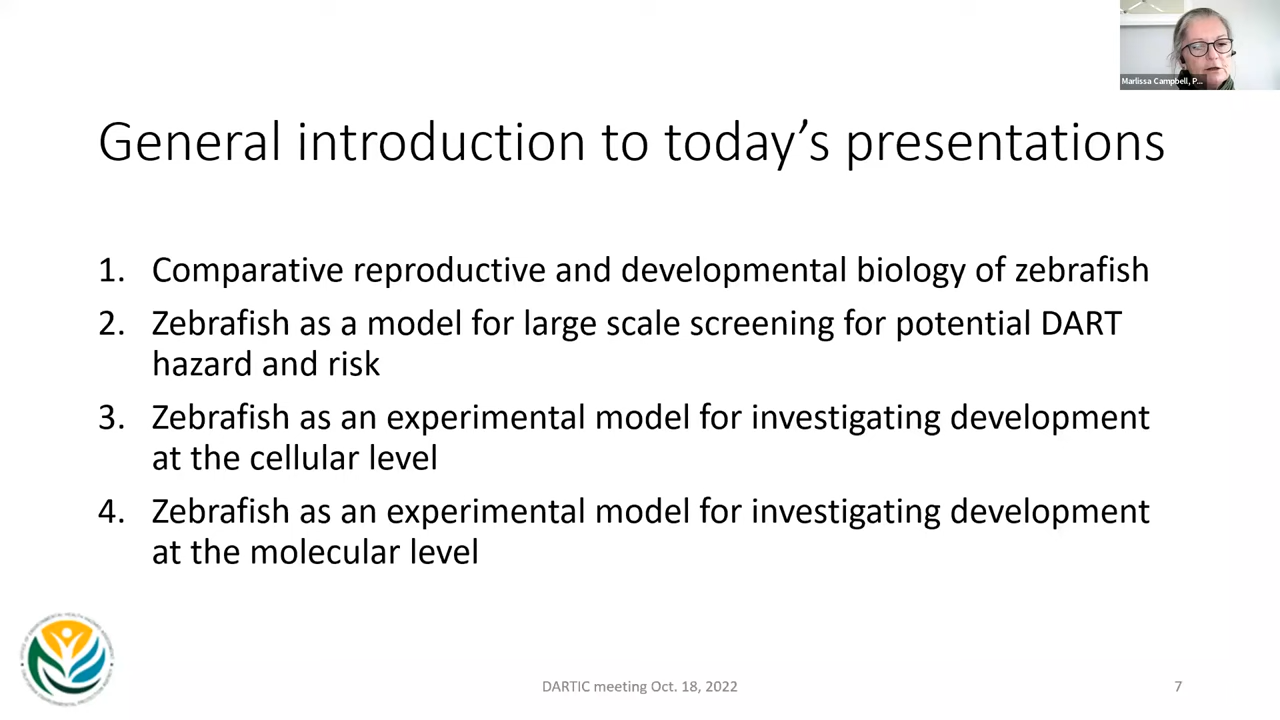 Marlissa Campbell, P...
General introduction to today’s presentations
1. Comparative reproductive and developmental biology of zebrafish
2. Zebrafish as a model for large scale screening for potential DART
hazard and risk
3. Zebrafish as an experimental model for investigating development
at the cellular level
4. Zebrafish as an experimental model for investigating development
at the molecular level
DARTIC meeting Oct. 18, 2022
7